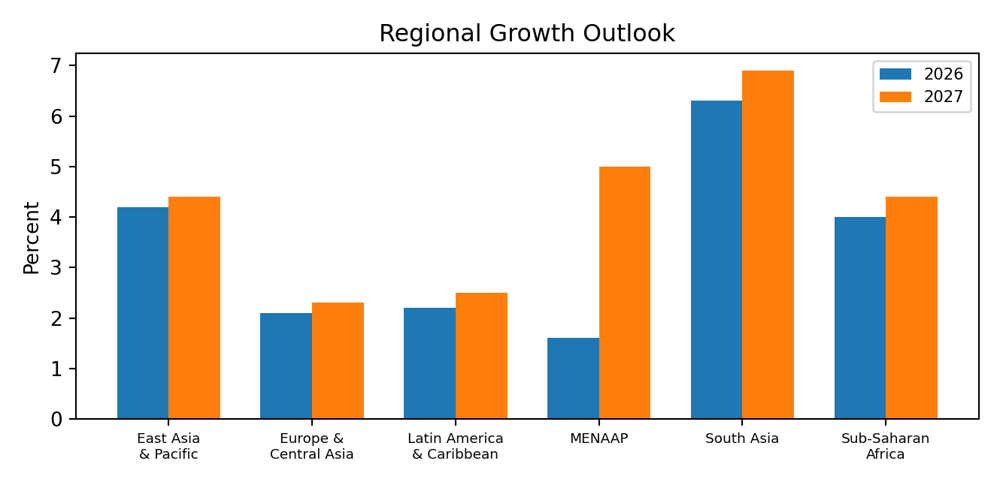 Regional Growth Outlook
2026
2027
Percent
7
6
5
4
3
2
1
0
East Asia
& Pacific
Europe &
Central Asia
Latin America
& Caribbean
MENAAP
South Asia
Sub-Saharan
Africa